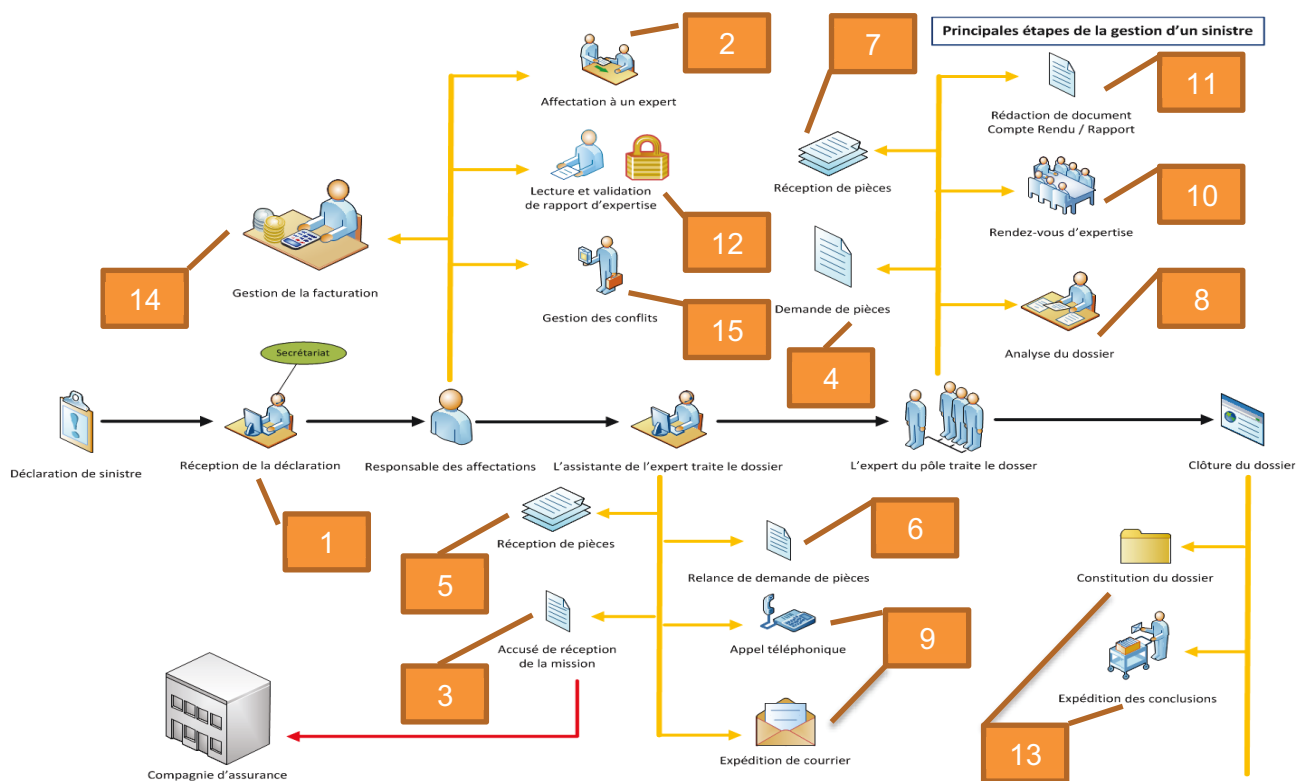 Principales étapes de la gestion d'un sinistre
2
7
11
Affectation à un expert
Rédaction de document
Compte Rendu / Rapport
Lecture et validation
de rapport d'expertise
Réception de pièces
10
12
Rendez-vous d'expertise
14
Gestion de la facturation
Gestion des conflits
15
Demande de pièces
8
4
Analyse du dossier
Secrétariat
Déclaration de sinistre
Réception de la déclaration
Responsable des affectations
L'assistante de l'expert traite le dossier
L'expert du pôle traite le dosser
Clôture du dossier
1
Réception de pièces
5
6
Relance de demande de pièces
Constitution du dossier
Accusé de réception
de la mission
3
Appel téléphonique
9
Expédition des conclusions
13
Expédition de courrier
Compagnie d'assurance